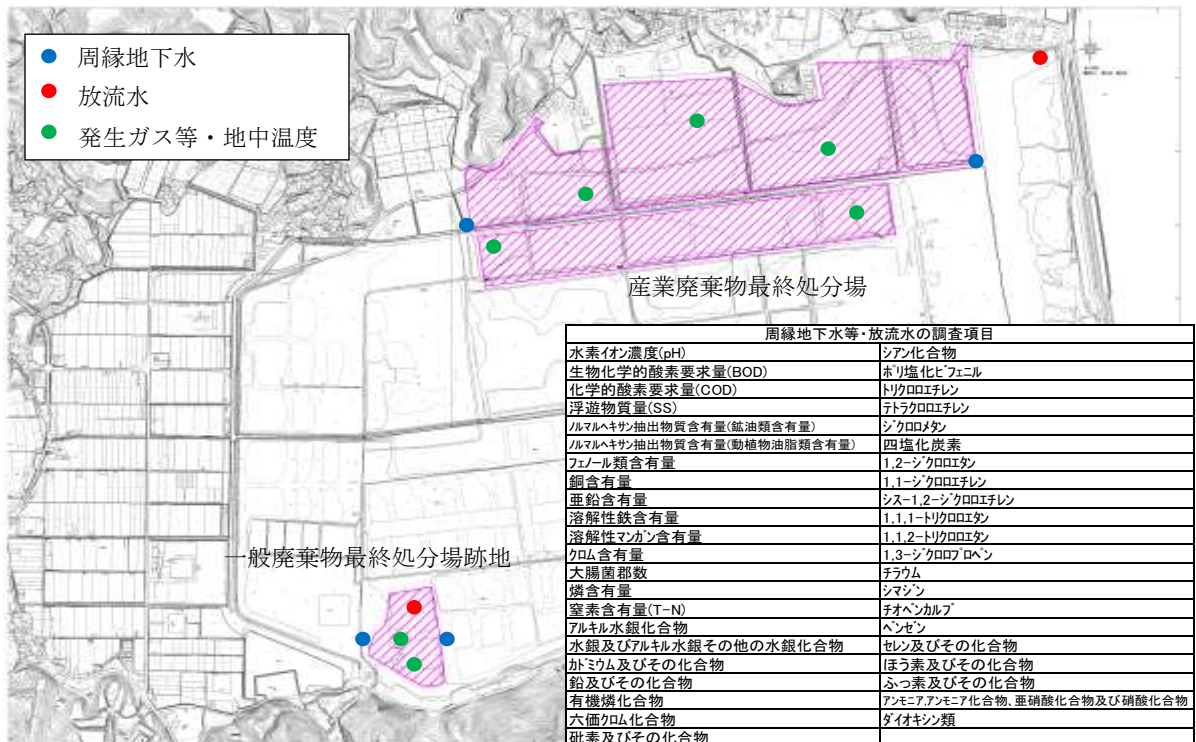 周縁地下水
放流水
発生ガス等・地中温度
産業廃棄物最終処分場
一般廃棄物最終処分場跡地
周縁地下水等・放流水の調査項目
水素イオン濃度(pH) シアン化合物
生物化学的酸素要求量(BOD) ポリ塩化ビフェニル
化学的酸素要求量(COD) トリクロロエチレン
浮遊物質量(SS) テトラクロロエチレン
ノルマルヘキサン抽出物質含有量(鉱油類含有量) ジクロロメタン
ノルマルヘキサン抽出物質含有量(動植物油脂類含有量) 四塩化炭素
フェノール類含有量 1,2-ジクロロエタン
銅含有量 1,1-ジクロロエチレン
亜鉛含有量 シス-1,2-ジクロロエチレン
溶解性鉄含有量 1,1,1-トリクロロエタン
溶解性マンガン含有量 1,1,2-トリクロロエタン
クロム含有量 1,3-ジクロロプロペン
大腸菌郡数 チラウム
燐含有量 シマジン
窒素含有量(T-N) チオベンカルブ
アルキル水銀化合物 ベンゼン
水銀及びアルキル水銀その他の水銀化合物 セレン及びその化合物
カドミウム及びその化合物 ほう素及びその化合物
鉛及びその化合物 ふっ素及びその化合物
有機燐化合物 アンモニア,アンモニア化合物、亜硝酸化合物及び硝酸化合物
六価クロム化合物 ダイオキシン類
砒素及びその化合物